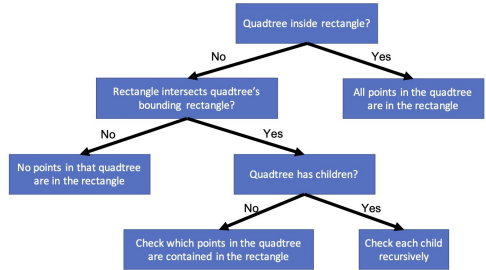 Quadtree inside rectangle?
No
Yes
Rectangle intersects quadtree's
bounding rectangle?
All points in the quadtree
are in the rectangle
No
Yes
No points in that quadtree
are in the rectangle
Quadtree has children?
No
Yes
Check which points in the quadtree
are contained in the rectangle
Check each child
recursively